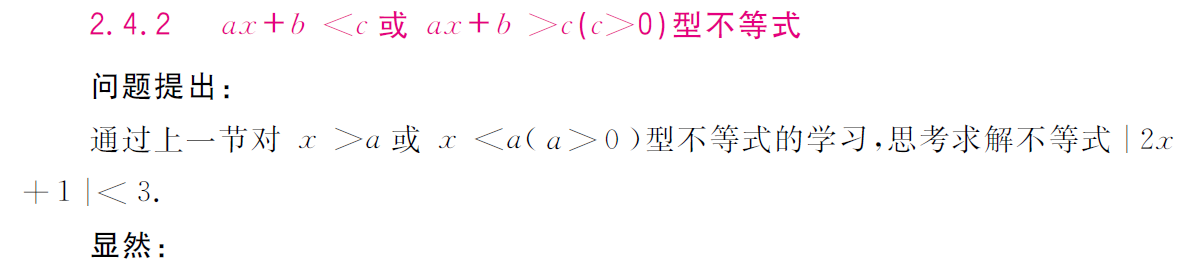 2.4.2 ax+b <c或 ax+b >c(c>0)型不等式
问题提出:
通过上一节对 x >a或 x <a(a>0)型不等式的学习,思考求解不等式|2x
+1|<3.
显然: